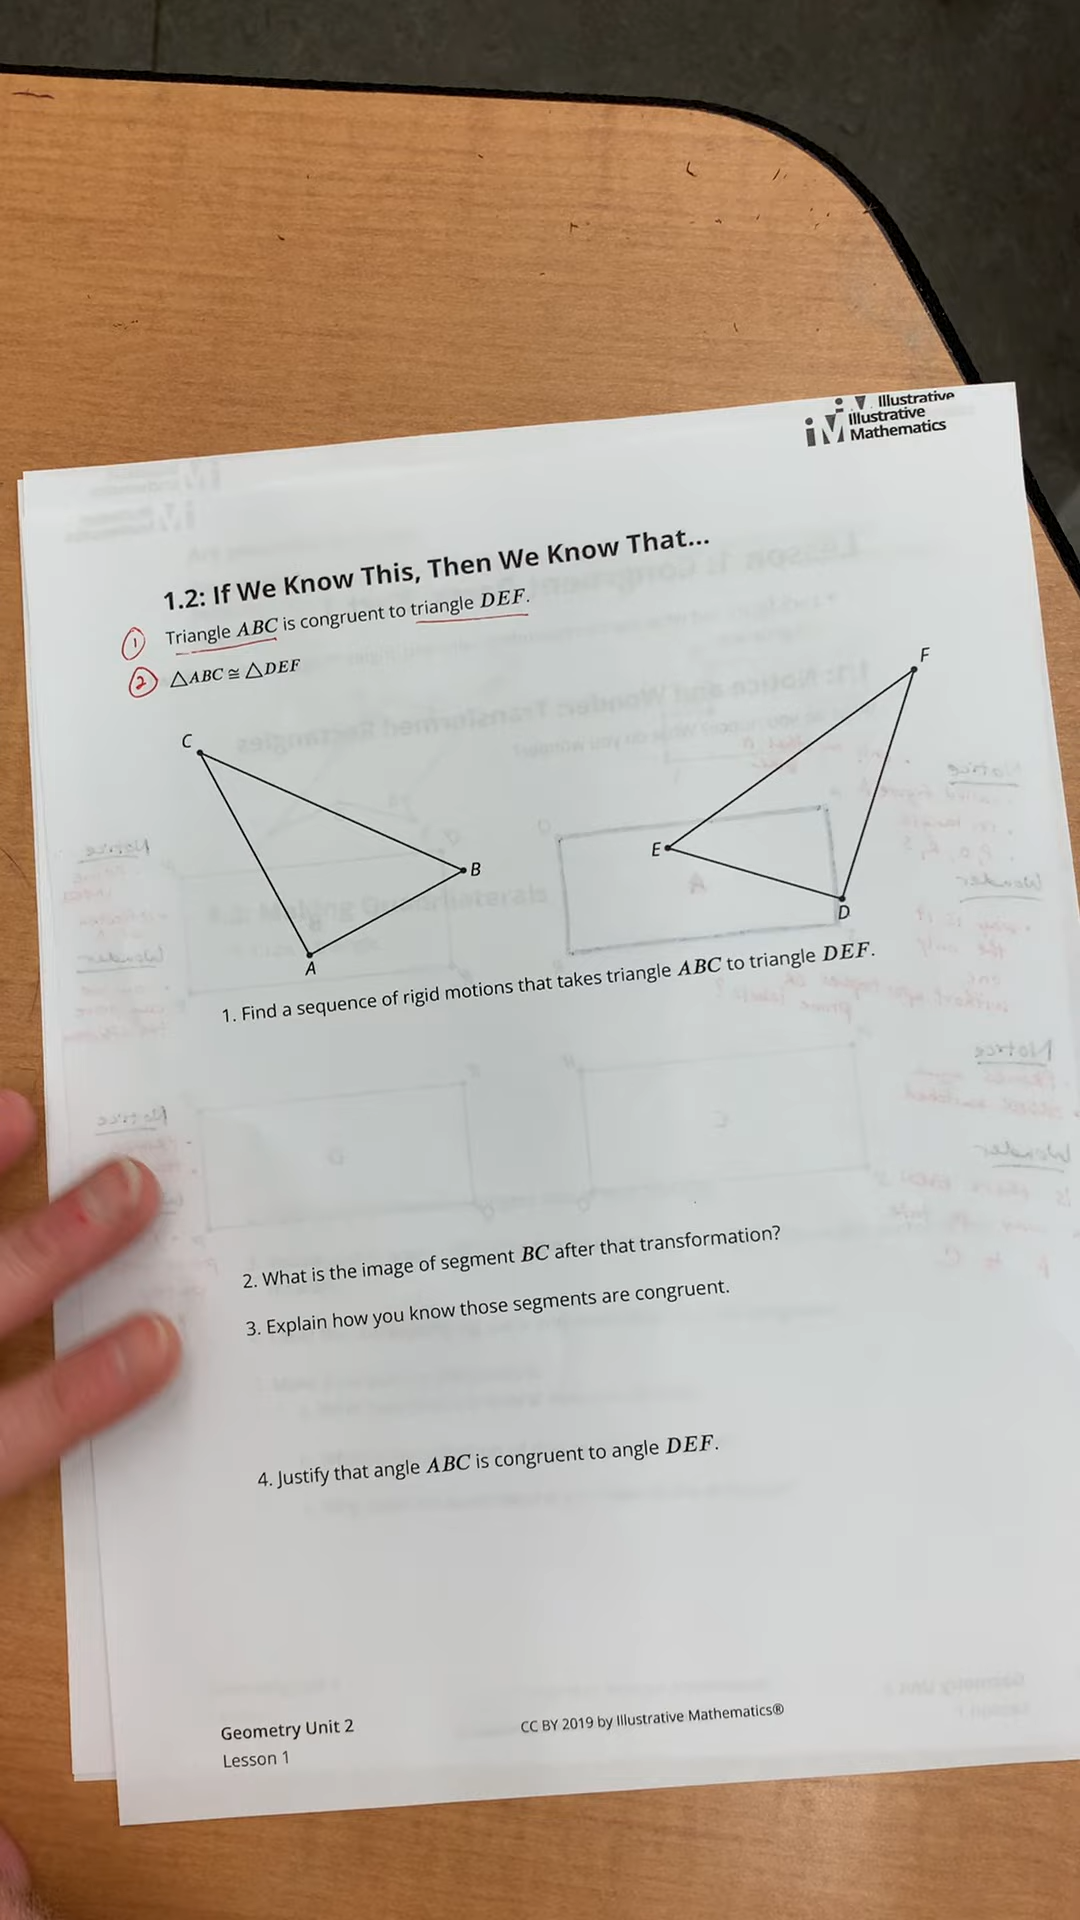 Illustrative
Illustrative
Mathematics
1.2: If We Know This, Then We Know That...
1 Triangle ABC is congruent to triangle DEF.
2 △ABC ≅ △DEF
F
C
E
B
D
A
1. Find a sequence of rigid motions that takes triangle ABC to triangle DEF.
2. What is the image of segment BC after that transformation?
3. Explain how you know those segments are congruent.
4. Justify that angle ABC is congruent to angle DEF.
Geometry Unit 2
Lesson 1
CC BY 2019 by Illustrative Mathematics®